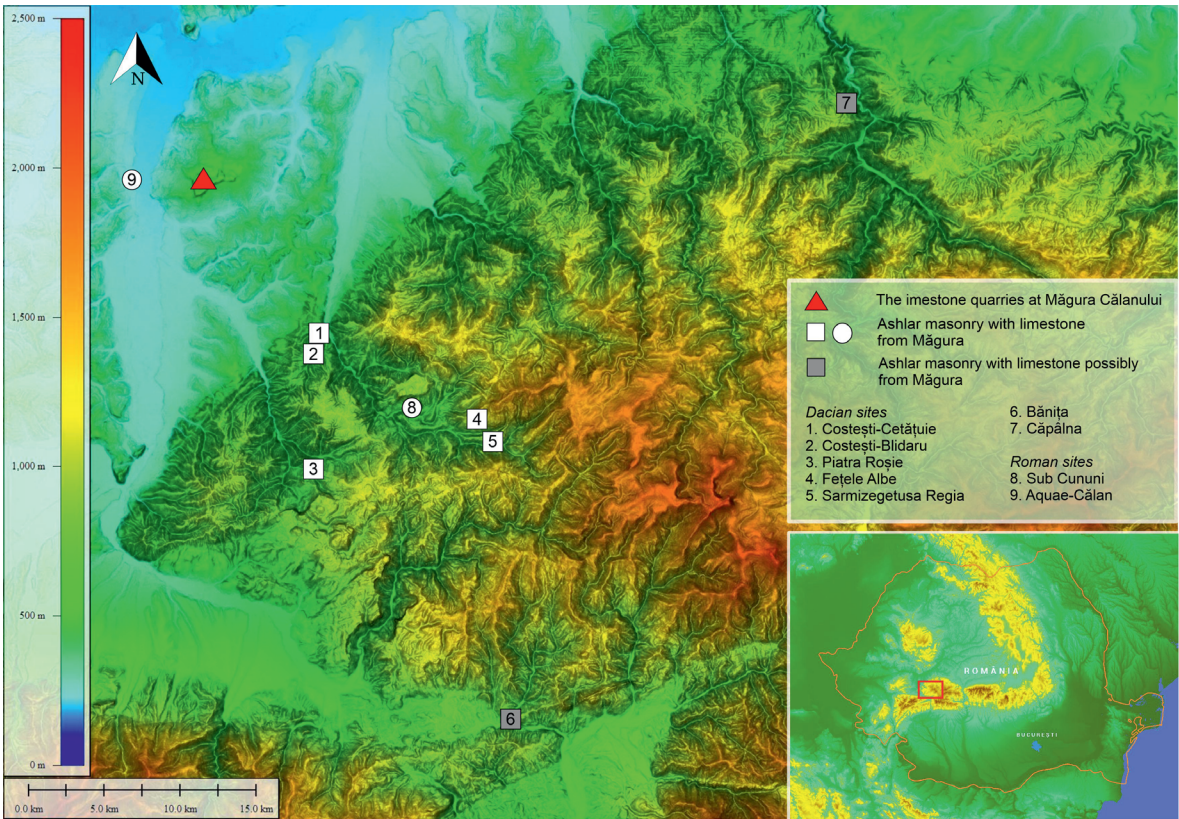 2,500 m
2,000 m
1,500 m
1,000 m
500 m
0 m
N
9
7
1
2
8
4
5
3
6
The imestone quarries at Măgura Călanului
Ashlar masonry with limestone
from Măgura
Ashlar masonry with limestone possibly
from Măgura
Dacian sites
1. Costești-Cetățuie
2. Costești-Blidaru
3. Piatra Roșie
4. Fețele Albe
5. Sarmizegetusa Regia
6. Bănița
7. Căpâlna
Roman sites
8. Sub Cununi
9. Aquae-Călan
ROMÂNIA
BUCUREȘTI
0.0 km 5.0 km 10.0 km 15.0 km